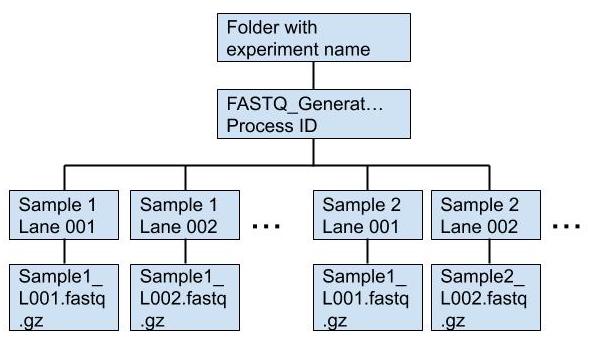 Folder with
experiment name
FASTQ_Generat...
Process ID
Sample 1
Lane 001
Sample 1
Lane 002
...
Sample 2
Lane 001
Sample 2
Lane 002
...
Sample1_
L001.fastq
.gz
Sample1_
L002.fastq
.gz
Sample1_
L001.fastq
.gz
Sample2_
L002.fastq
.gz